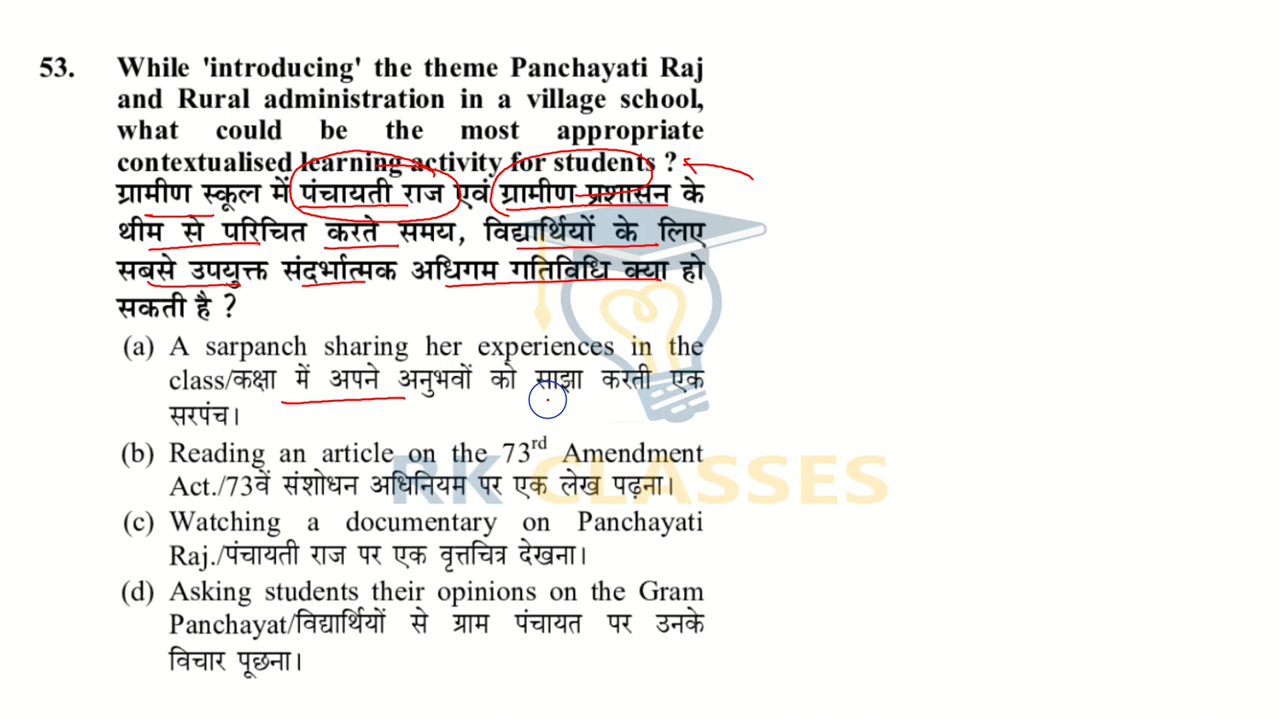 53. While 'introducing' the theme Panchayati Raj
and Rural administration in a village school,
what could be the most appropriate
contextualised learning activity for students ?
ग्रामीण स्कूल में पंचायती राज एवं ग्रामीण प्रशासन के
थीम से परिचित करते समय, विद्यार्थियों के लिए
सबसे उपयुक्त संदर्भात्मक अधिगम गतिविधि क्या हो
सकती है ?
(a) A sarpanch sharing her experiences in the
class/कक्षा में अपने अनुभवों को साझा करती एक
सरपंच।
(b) Reading an article on the 73rd Amendment
Act./73वें संशोधन अधिनियम पर एक लेख पढ़ना।
(c) Watching a documentary on Panchayati
Raj./पंचायती राज पर एक वृत्तचित्र देखना।
(d) Asking students their opinions on the Gram
Panchayat/विद्यार्थियों से ग्राम पंचायत पर उनके
विचार पूछना।
RK CLASSES